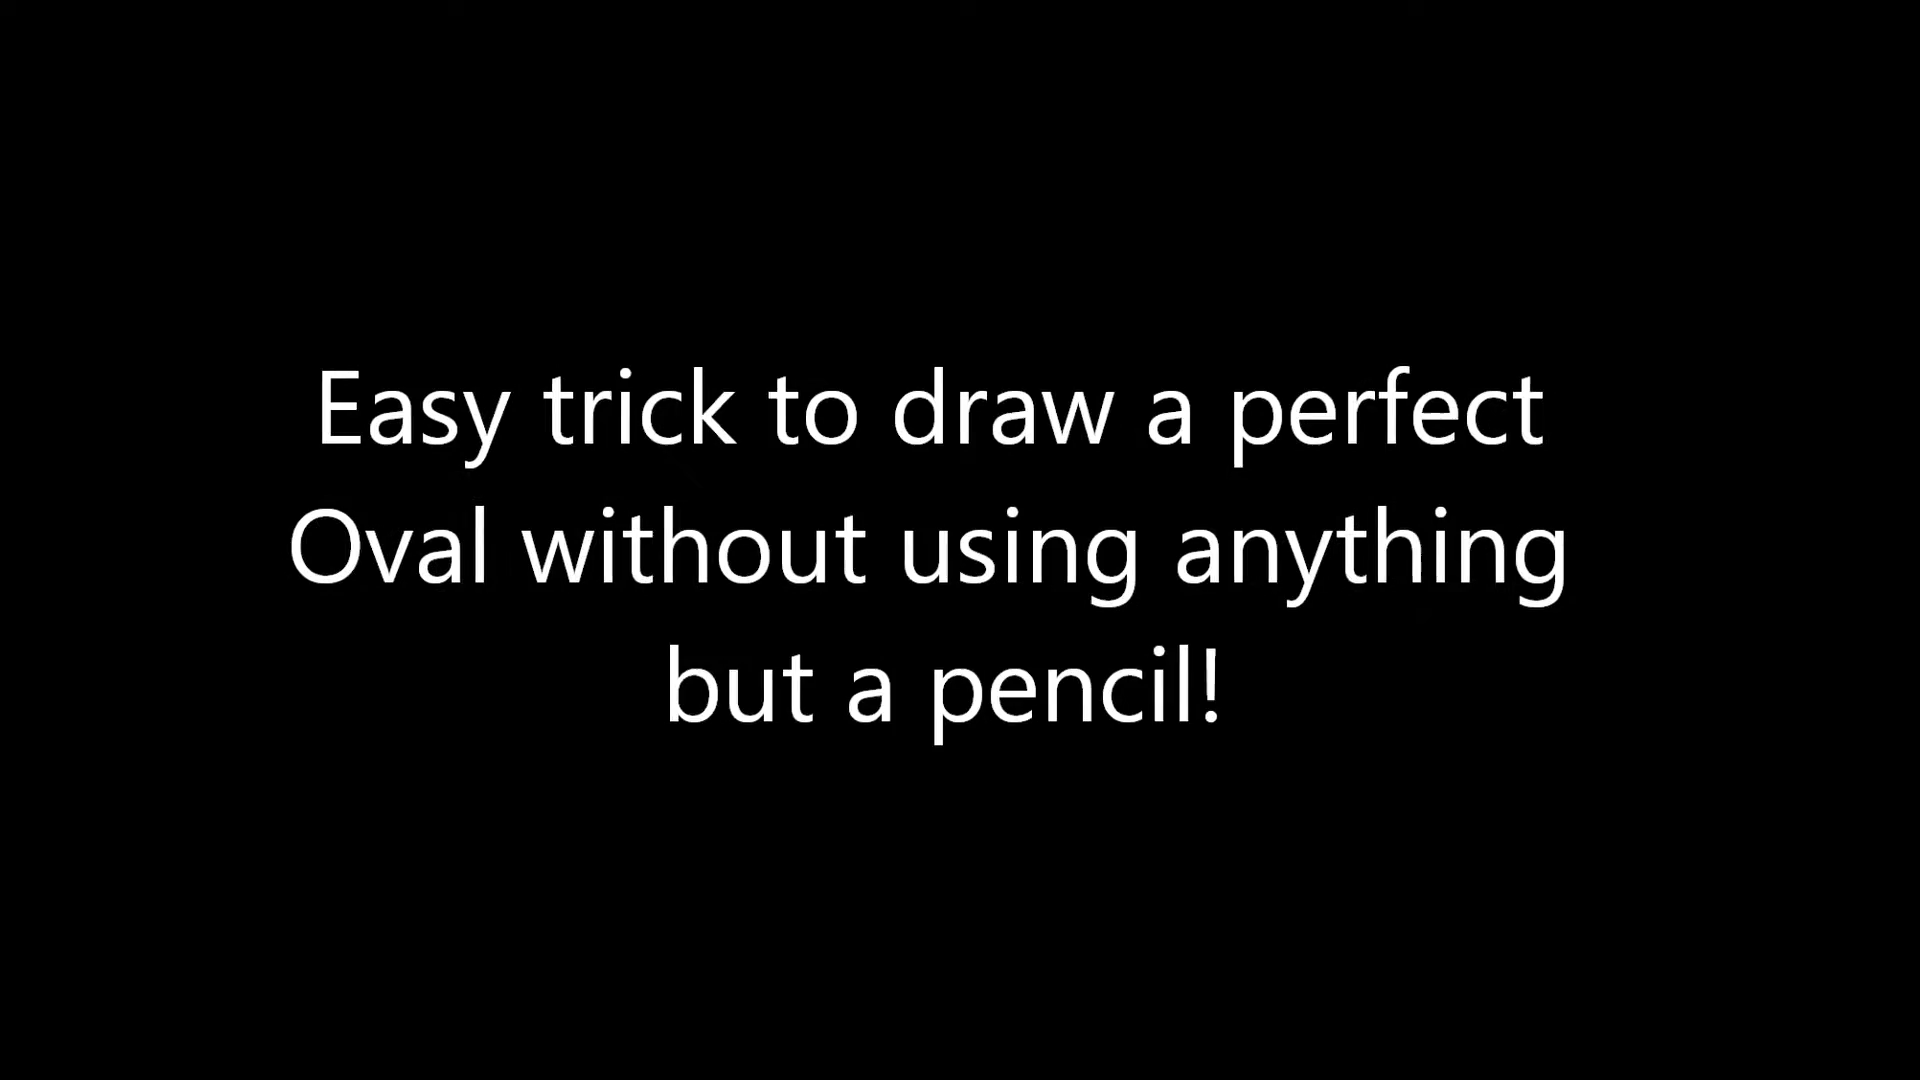 Easy trick to draw a perfect
Oval without using anything
but a pencil!